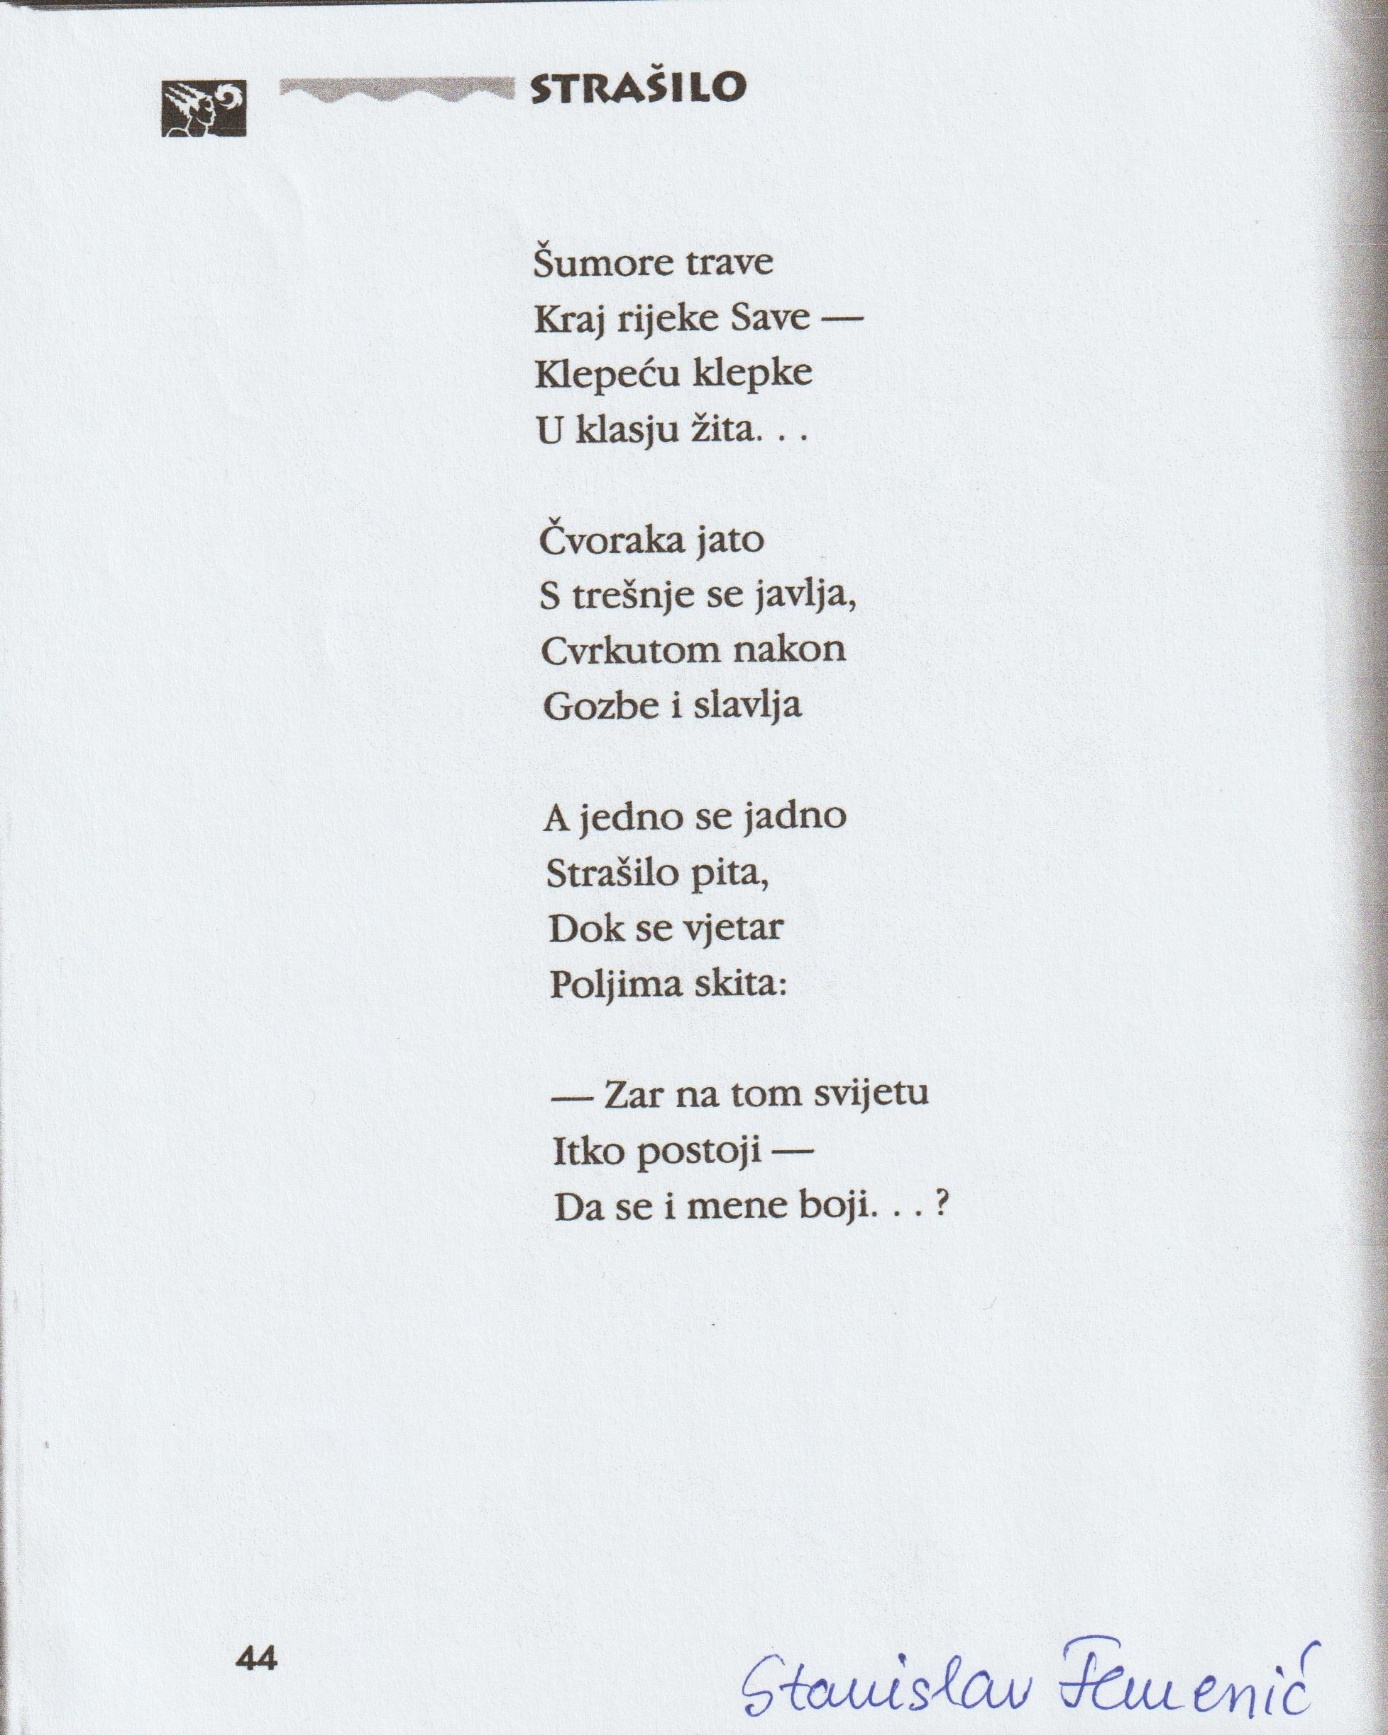 STRAŠILO
Šumore trave
Kraj rijeke Save —
Klepeću klepke
U klasju žita. . .
Čvoraka jato
S trešnje se javlja,
Cvrkutom nakon
Gozbe i slavlja
A jedno se jadno
Strašilo pita,
Dok se vjetar
Poljima skita:
— Zar na tom svijetu
Itko postoji —
Da se i mene boji. . . ?
44
Stanislav Femenić